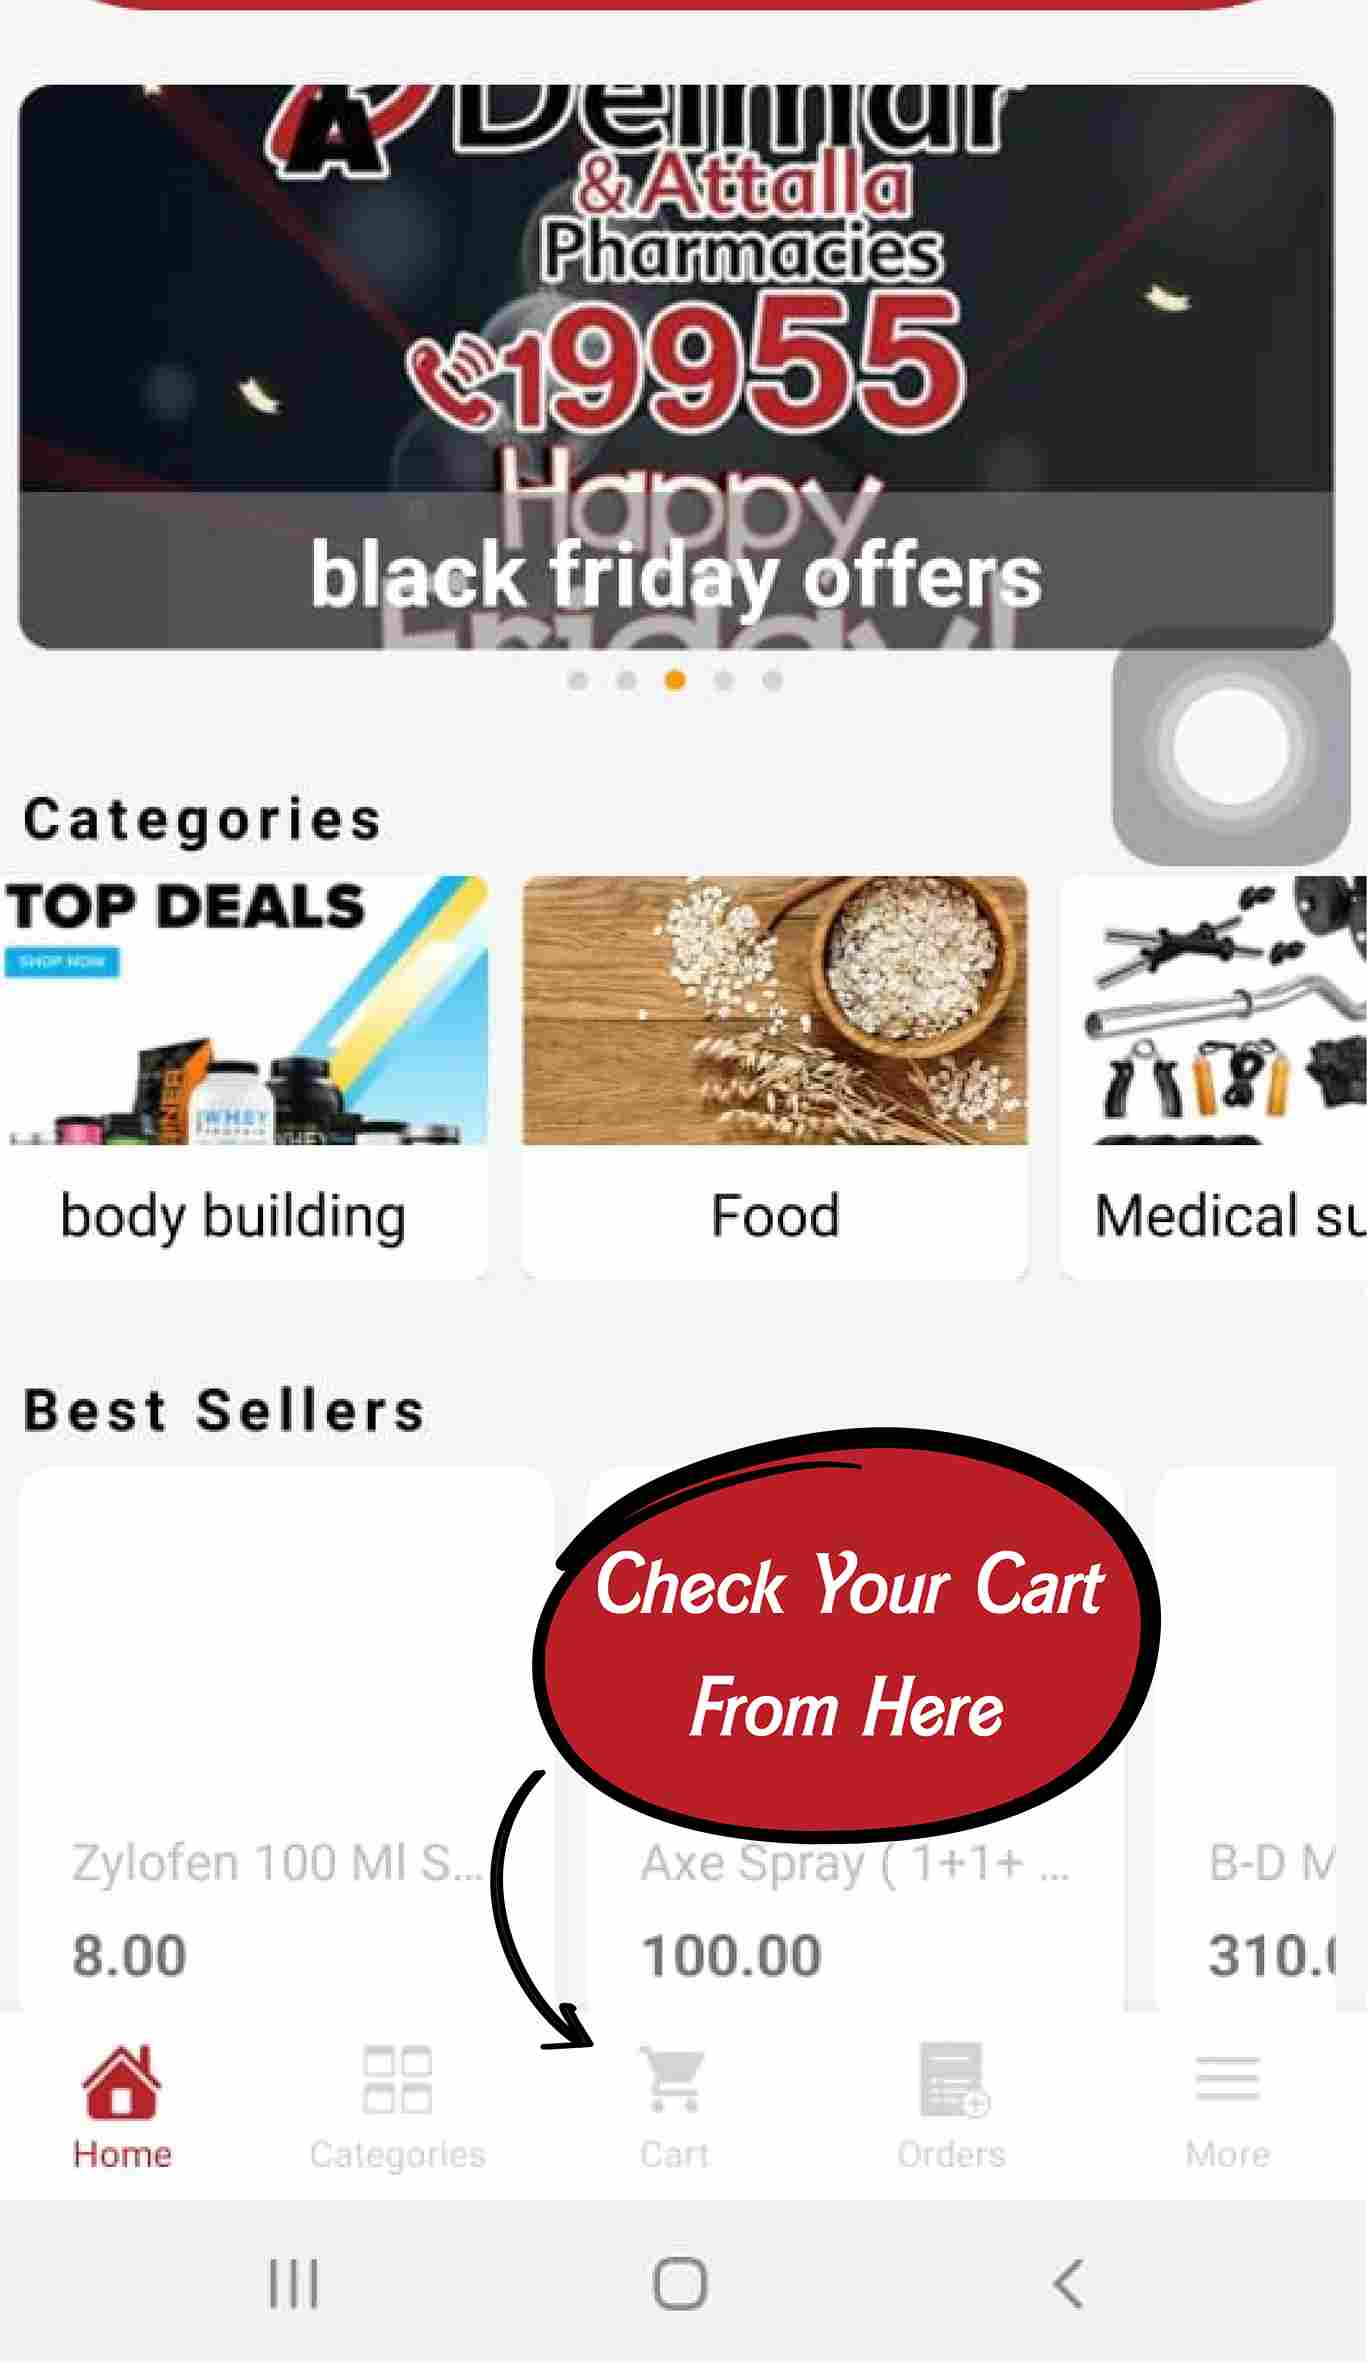 Delmar
& Attalla
Pharmacies
19955
Happy
Friday!
black friday offers
Categories
TOP DEALS
SHOP NOW
WHEY
body building
Food
Medical su
Best Sellers
Check Your Cart
From Here
Zylofen 100 Ml S...
Axe Spray ( 1+1+ ...
B-D M
8.00
100.00
310.0
Home
Categories
Cart
Orders
More